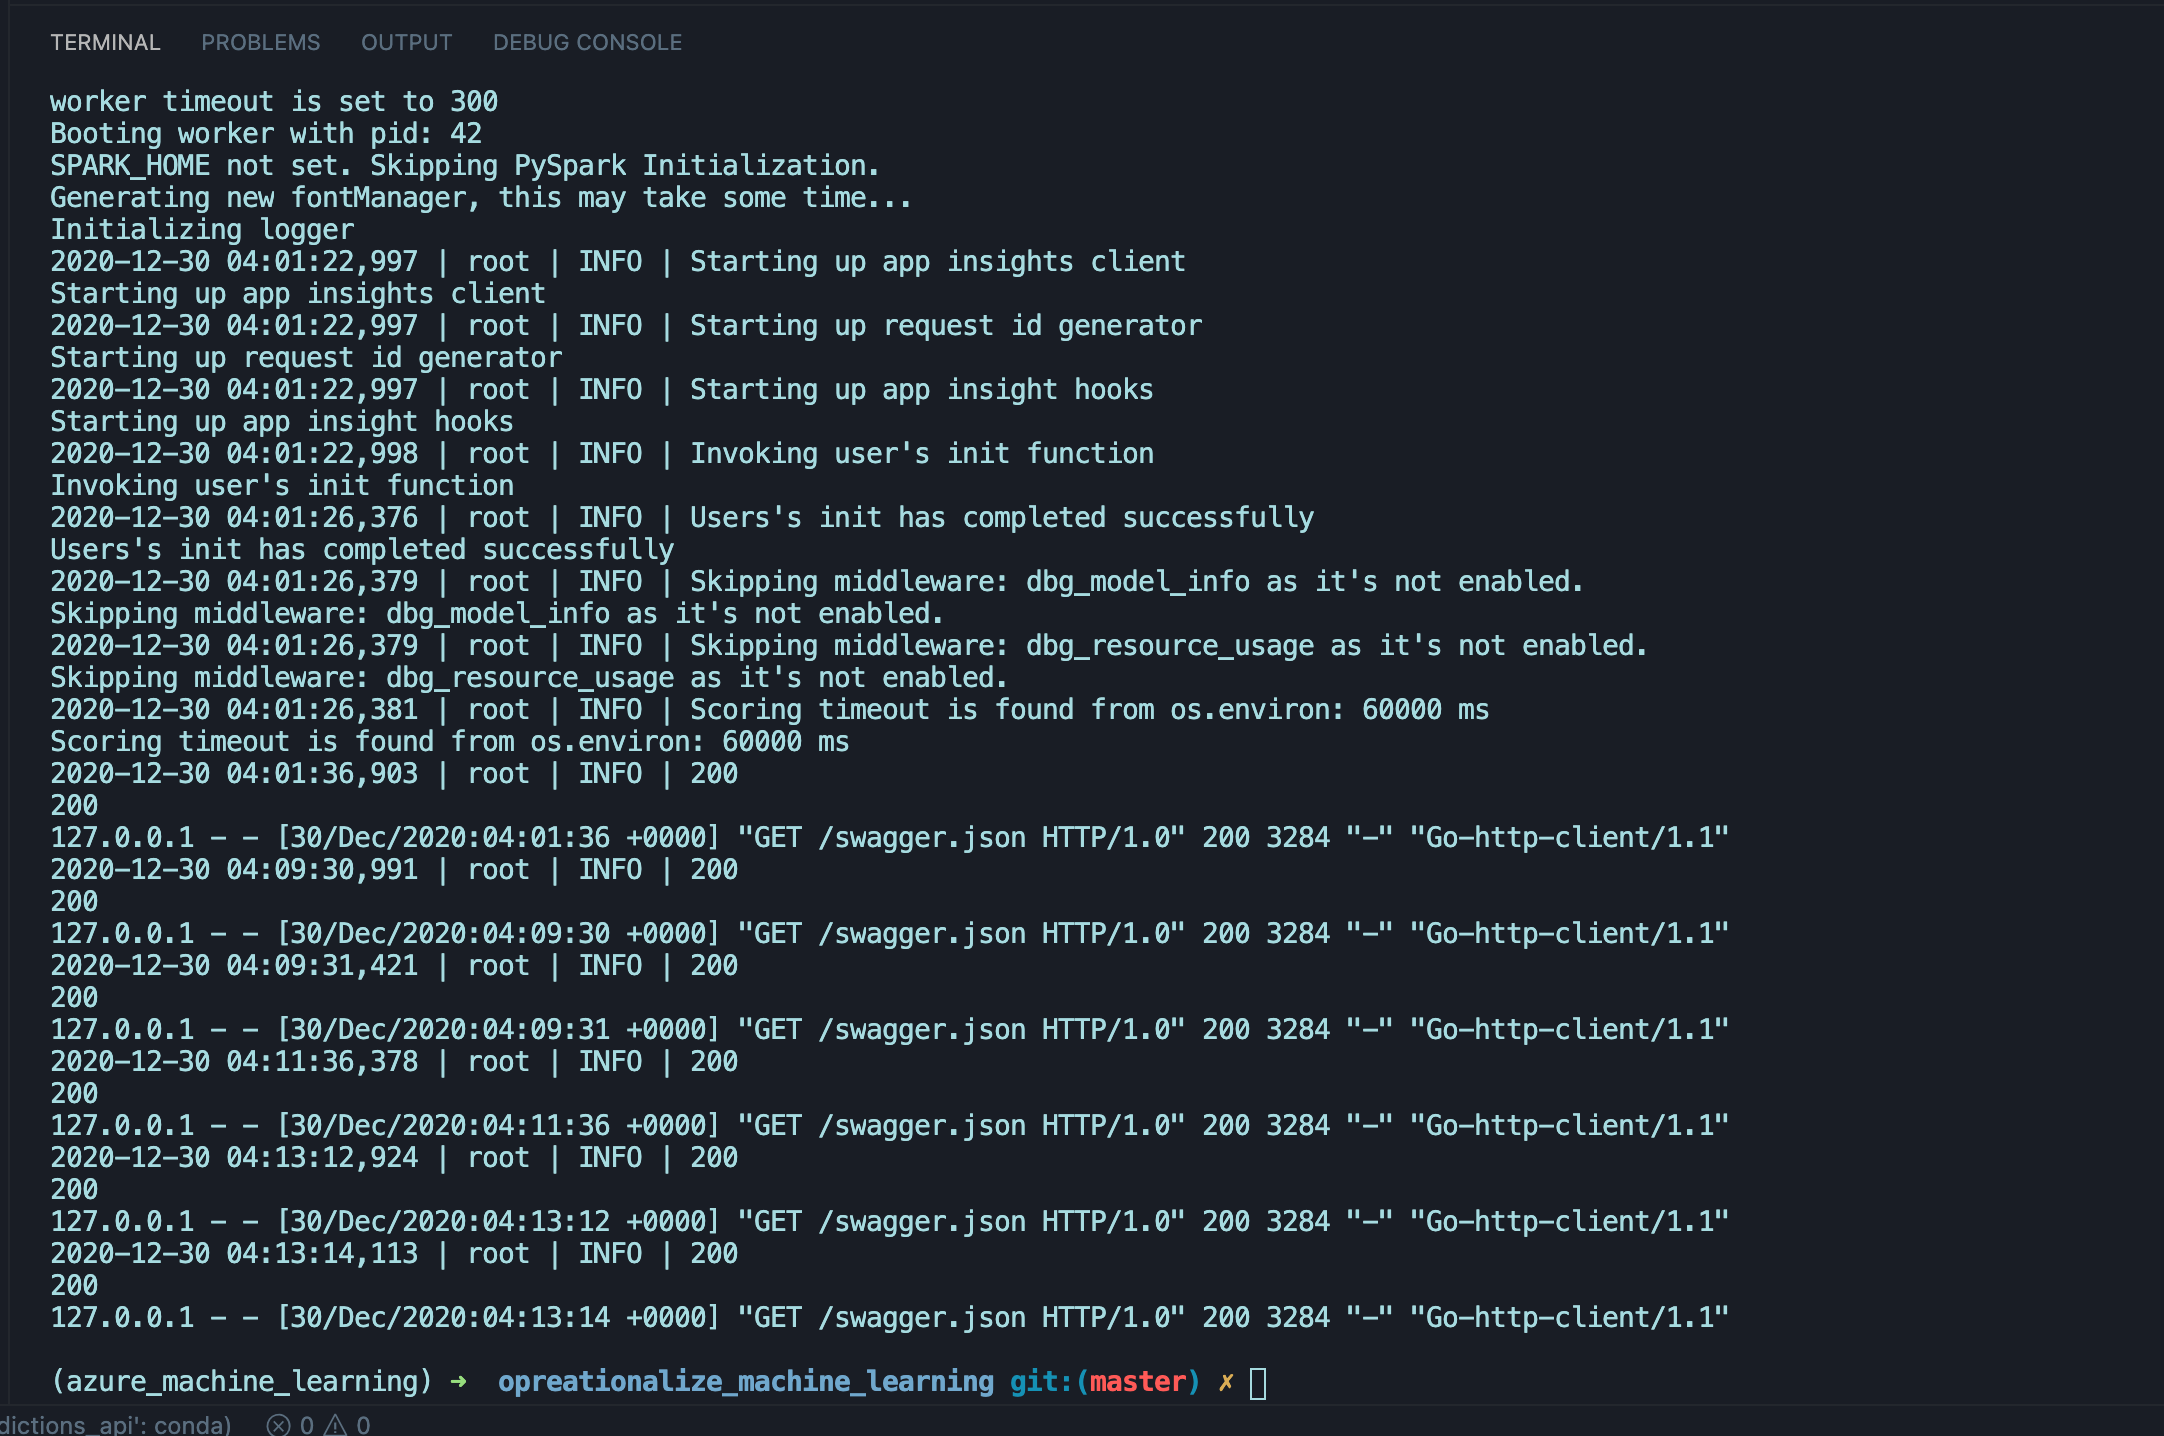 TERMINAL PROBLEMS OUTPUT DEBUG CONSOLE
worker timeout is set to 300
Booting worker with pid: 42
SPARK_HOME not set. Skipping PySpark Initialization.
Generating new fontManager, this may take some time...
Initializing logger
2020-12-30 04:01:22,997 | root | INFO | Starting up app insights client
Starting up app insights client
2020-12-30 04:01:22,997 | root | INFO | Starting up request id generator
Starting up request id generator
2020-12-30 04:01:22,997 | root | INFO | Starting up app insight hooks
Starting up app insight hooks
2020-12-30 04:01:22,998 | root | INFO | Invoking user's init function
Invoking user's init function
2020-12-30 04:01:26,376 | root | INFO | Users's init has completed successfully
Users's init has completed successfully
2020-12-30 04:01:26,379 | root | INFO | Skipping middleware: dbg_model_info as it's not enabled.
Skipping middleware: dbg_model_info as it's not enabled.
2020-12-30 04:01:26,379 | root | INFO | Skipping middleware: dbg_resource_usage as it's not enabled.
Skipping middleware: dbg_resource_usage as it's not enabled.
2020-12-30 04:01:26,381 | root | INFO | Scoring timeout is found from os.environ: 60000 ms
Scoring timeout is found from os.environ: 60000 ms
2020-12-30 04:01:36,903 | root | INFO | 200
200
127.0.0.1 - - [30/Dec/2020:04:01:36 +0000] "GET /swagger.json HTTP/1.0" 200 3284 "-" "Go-http-client/1.1"
2020-12-30 04:09:30,991 | root | INFO | 200
200
127.0.0.1 - - [30/Dec/2020:04:09:30 +0000] "GET /swagger.json HTTP/1.0" 200 3284 "-" "Go-http-client/1.1"
2020-12-30 04:09:31,421 | root | INFO | 200
200
127.0.0.1 - - [30/Dec/2020:04:09:31 +0000] "GET /swagger.json HTTP/1.0" 200 3284 "-" "Go-http-client/1.1"
2020-12-30 04:11:36,378 | root | INFO | 200
200
127.0.0.1 - - [30/Dec/2020:04:11:36 +0000] "GET /swagger.json HTTP/1.0" 200 3284 "-" "Go-http-client/1.1"
2020-12-30 04:13:12,924 | root | INFO | 200
200
127.0.0.1 - - [30/Dec/2020:04:13:12 +0000] "GET /swagger.json HTTP/1.0" 200 3284 "-" "Go-http-client/1.1"
2020-12-30 04:13:14,113 | root | INFO | 200
200
127.0.0.1 - - [30/Dec/2020:04:13:14 +0000] "GET /swagger.json HTTP/1.0" 200 3284 "-" "Go-http-client/1.1"
(azure_machine_learning) ➜ opreationalize_machine_learning git:(master) ✗
dictions_api': conda) 0 0